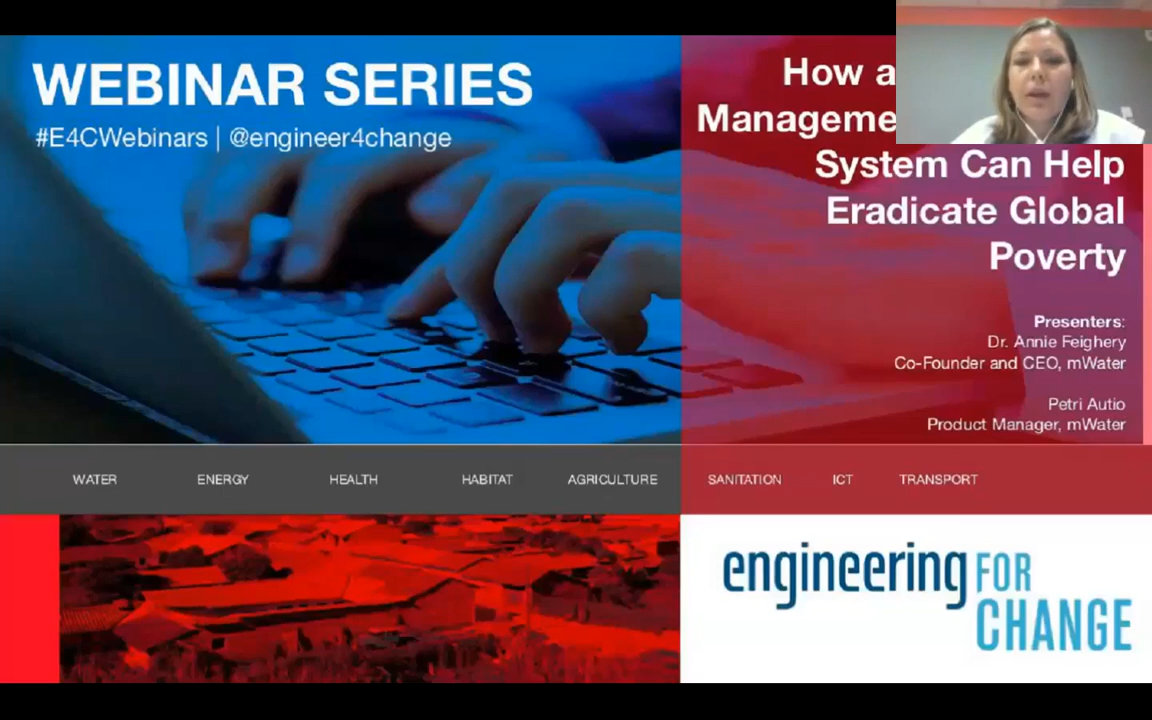 WEBINAR SERIES
#E4CWebinars | @engineer4change
How a
Manageme
System Can Help
Eradicate Global
Poverty
Presenters:
Dr. Annie Feighery
Co-Founder and CEO, mWater
Petri Autio
Product Manager, mWater
WATER ENERGY HEALTH HABITAT AGRICULTURE SANITATION ICT TRANSPORT
engineering FOR
CHANGE